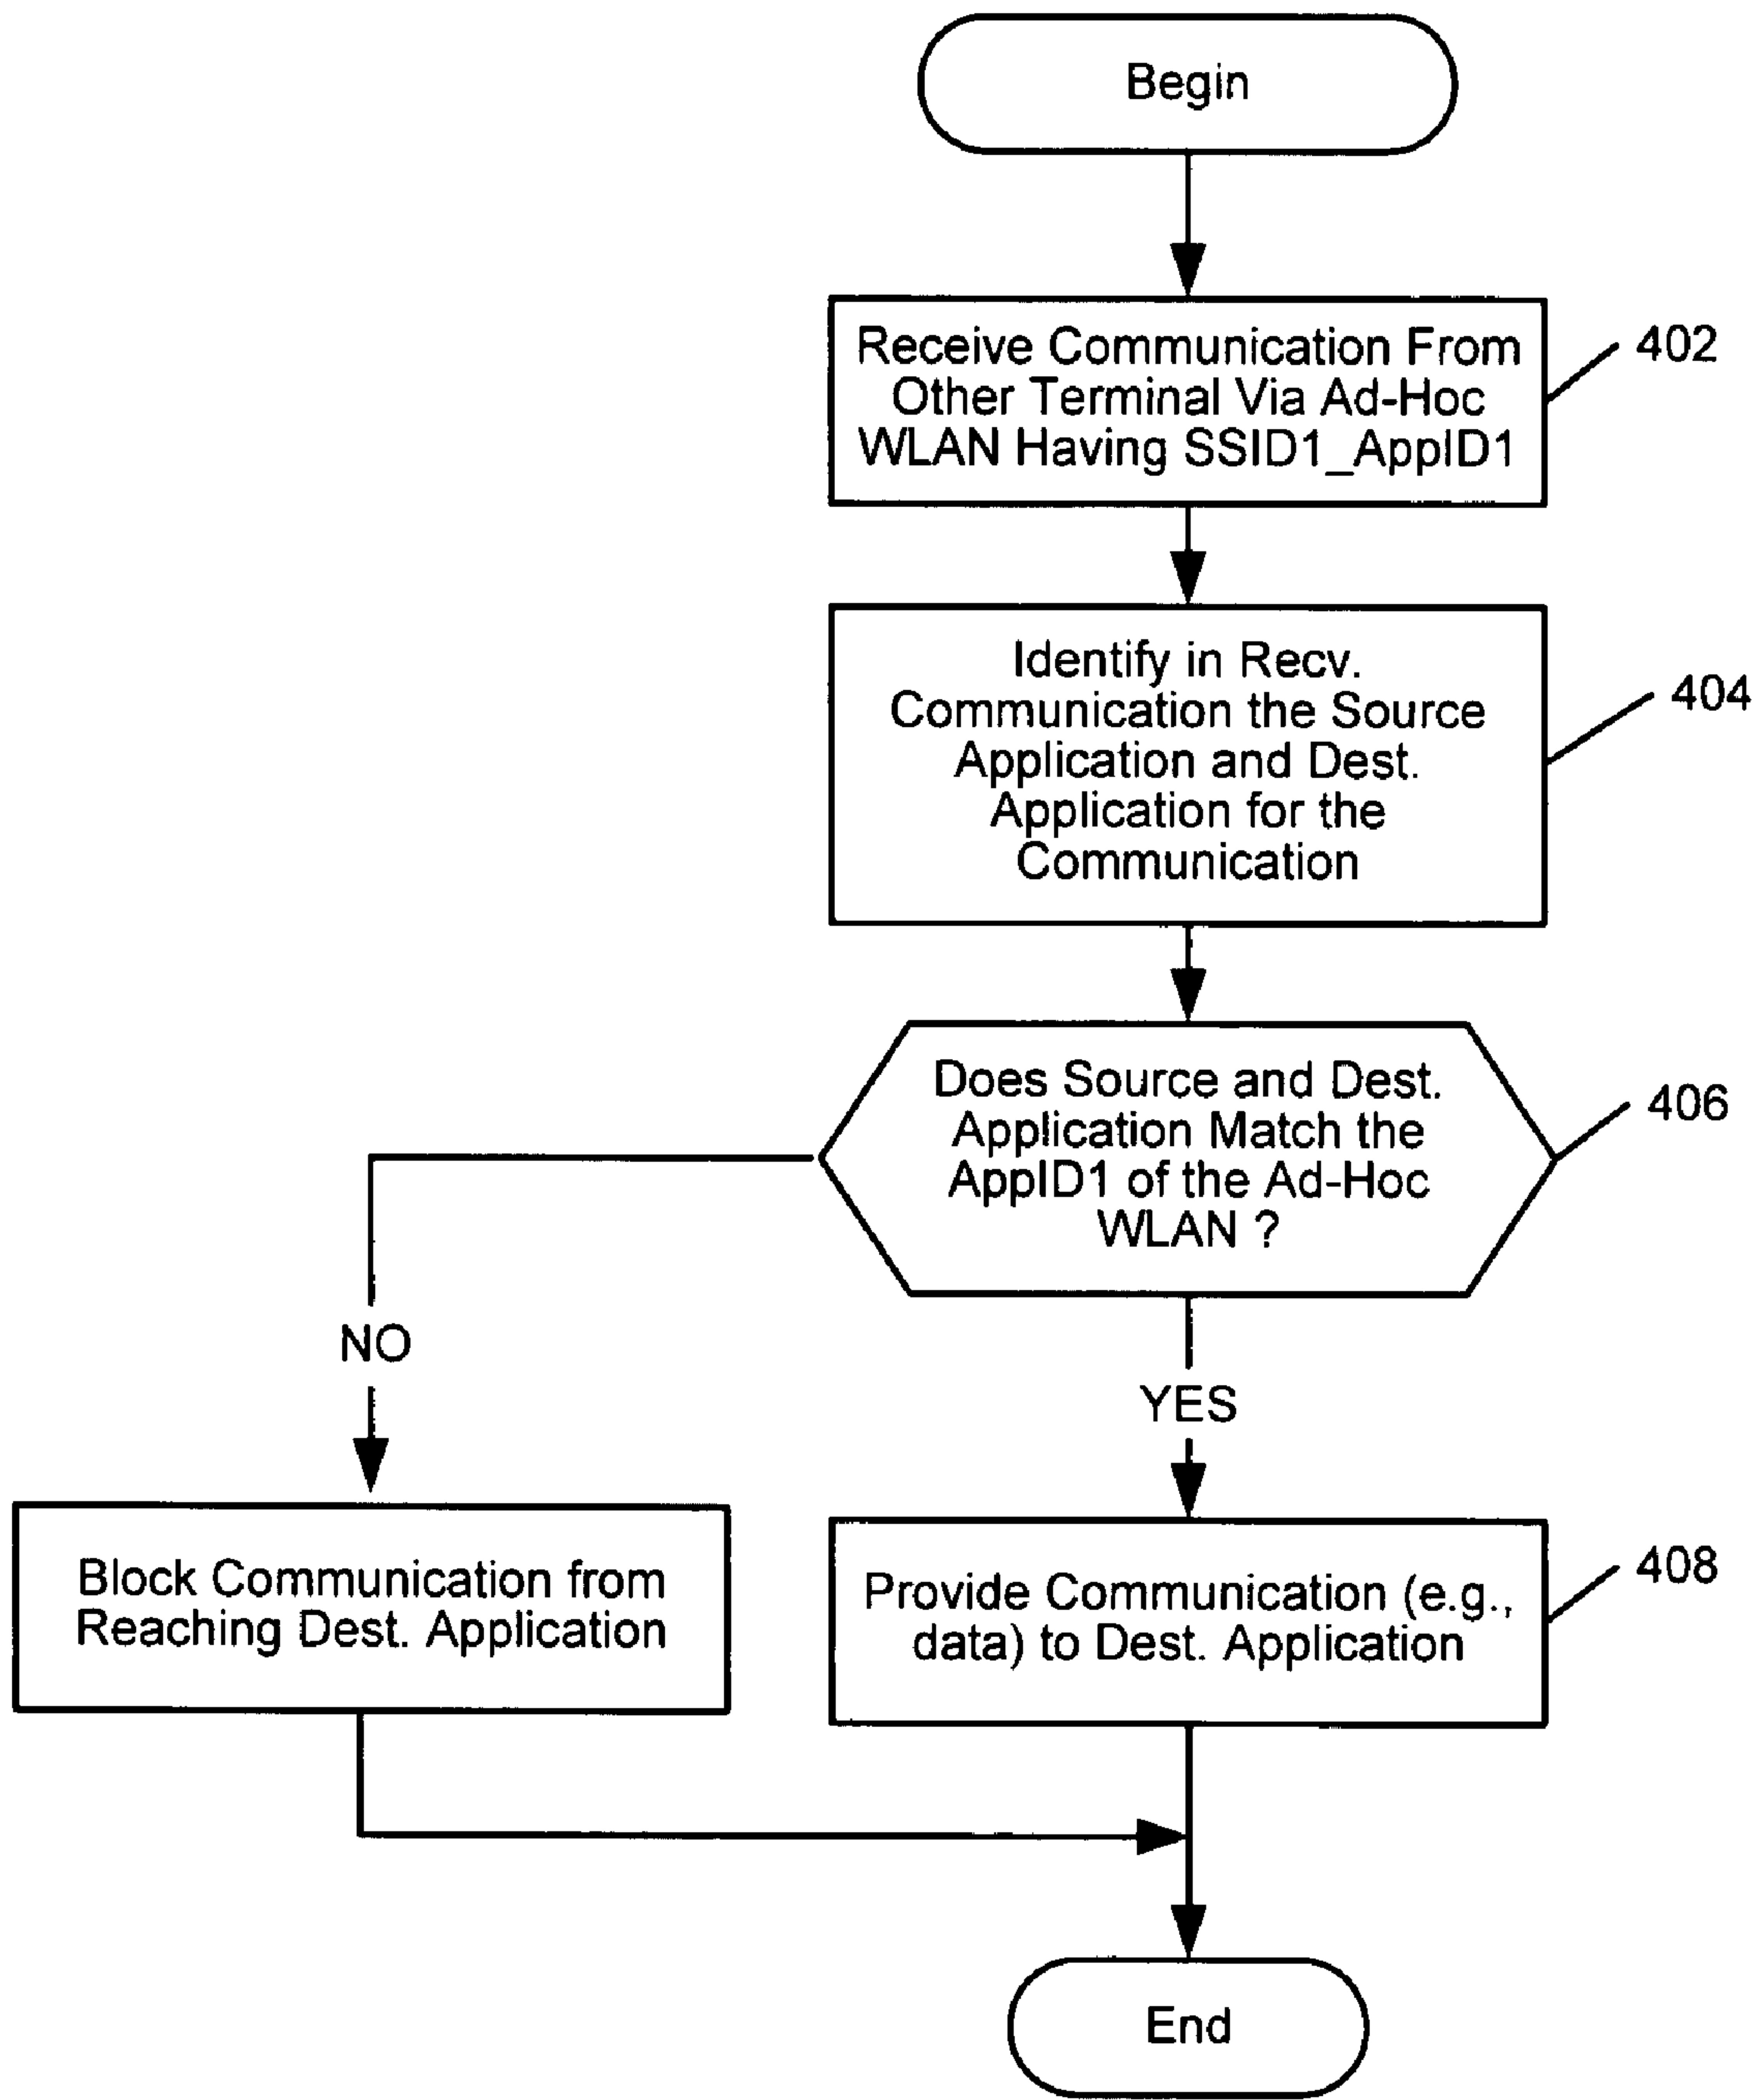 Begin
Receive Communication From
Other Terminal Via Ad-Hoc
WLAN Having SSID1_AppID1
402
Identify in Recv.
Communication the Source
Application and Dest.
Application for the
Communication
404
Does Source and Dest.
Application Match the
AppID1 of the Ad-Hoc
WLAN ?
406
NO
YES
Block Communication from
Reaching Dest. Application
Provide Communication (e.g.,
data) to Dest. Application
408
End